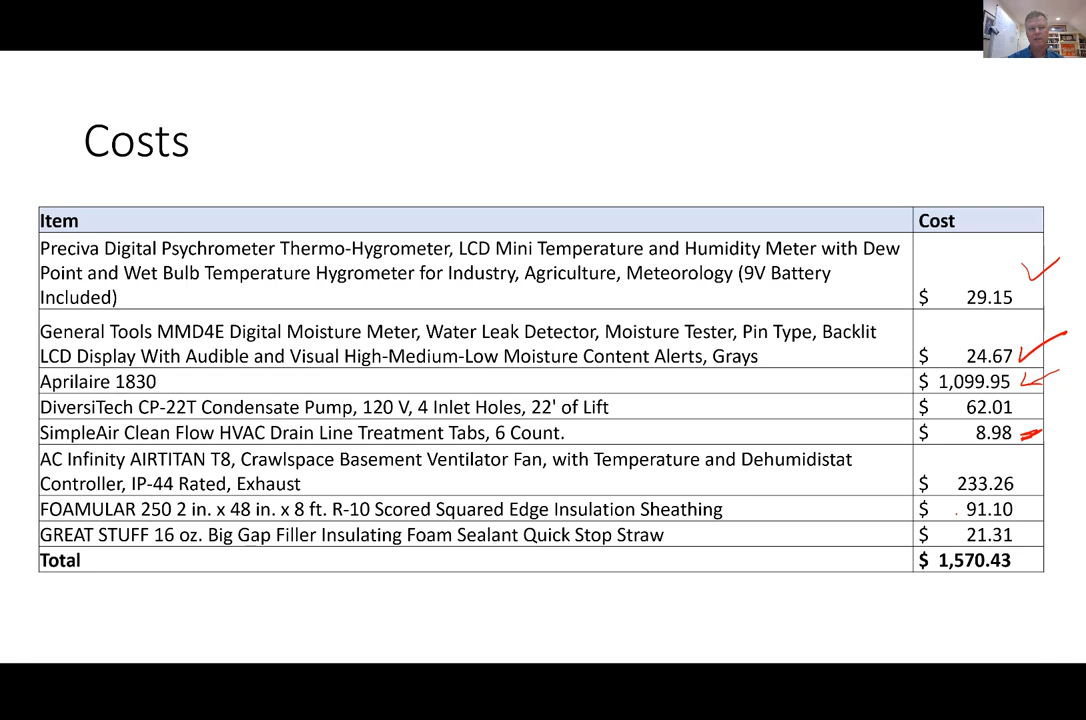 Costs
Item Cost
Preciva Digital Psychrometer Thermo-Hygrometer, LCD Mini Temperature and Humidity Meter with Dew
Point and Wet Bulb Temperature Hygrometer for Industry, Agriculture, Meteorology (9V Battery
Included) $ 29.15
General Tools MMD4E Digital Moisture Meter, Water Leak Detector, Moisture Tester, Pin Type, Backlit
LCD Display With Audible and Visual High-Medium-Low Moisture Content Alerts, Grays $ 24.67
Aprilaire 1830 $ 1,099.95
DiversiTech CP-22T Condensate Pump, 120 V, 4 Inlet Holes, 22' of Lift $ 62.01
SimpleAir Clean Flow HVAC Drain Line Treatment Tabs, 6 Count. $ 8.98
AC Infinity AIRTITAN T8, Crawlspace Basement Ventilator Fan, with Temperature and Dehumidistat
Controller, IP-44 Rated, Exhaust $ 233.26
FOAMULAR 250 2 in. x 48 in. x 8 ft. R-10 Scored Squared Edge Insulation Sheathing $ 91.10
GREAT STUFF 16 oz. Big Gap Filler Insulating Foam Sealant Quick Stop Straw $ 21.31
Total $ 1,570.43